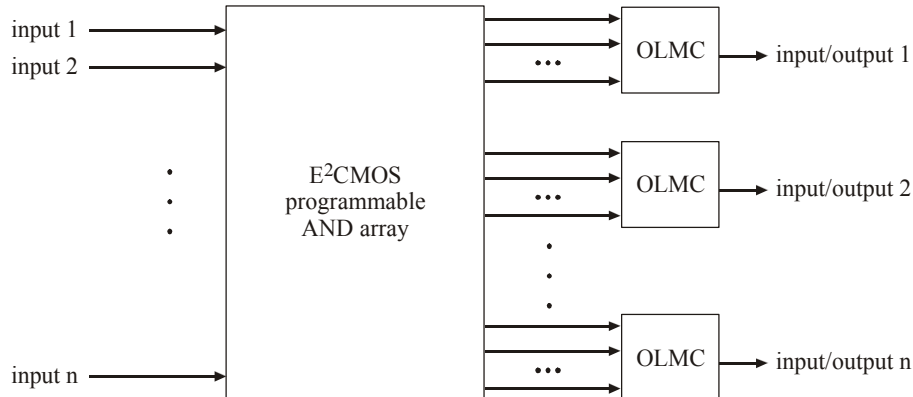 input 1
input 2
input n
E²CMOS
programmable
AND array
...
OLMC
input/output 1
...
OLMC
input/output 2
...
OLMC
input/output n